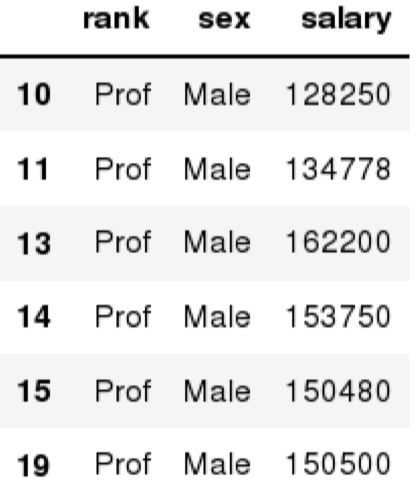 rank sex salary
10 Prof Male 128250
11 Prof Male 134778
13 Prof Male 162200
14 Prof Male 153750
15 Prof Male 150480
19 Prof Male 150500